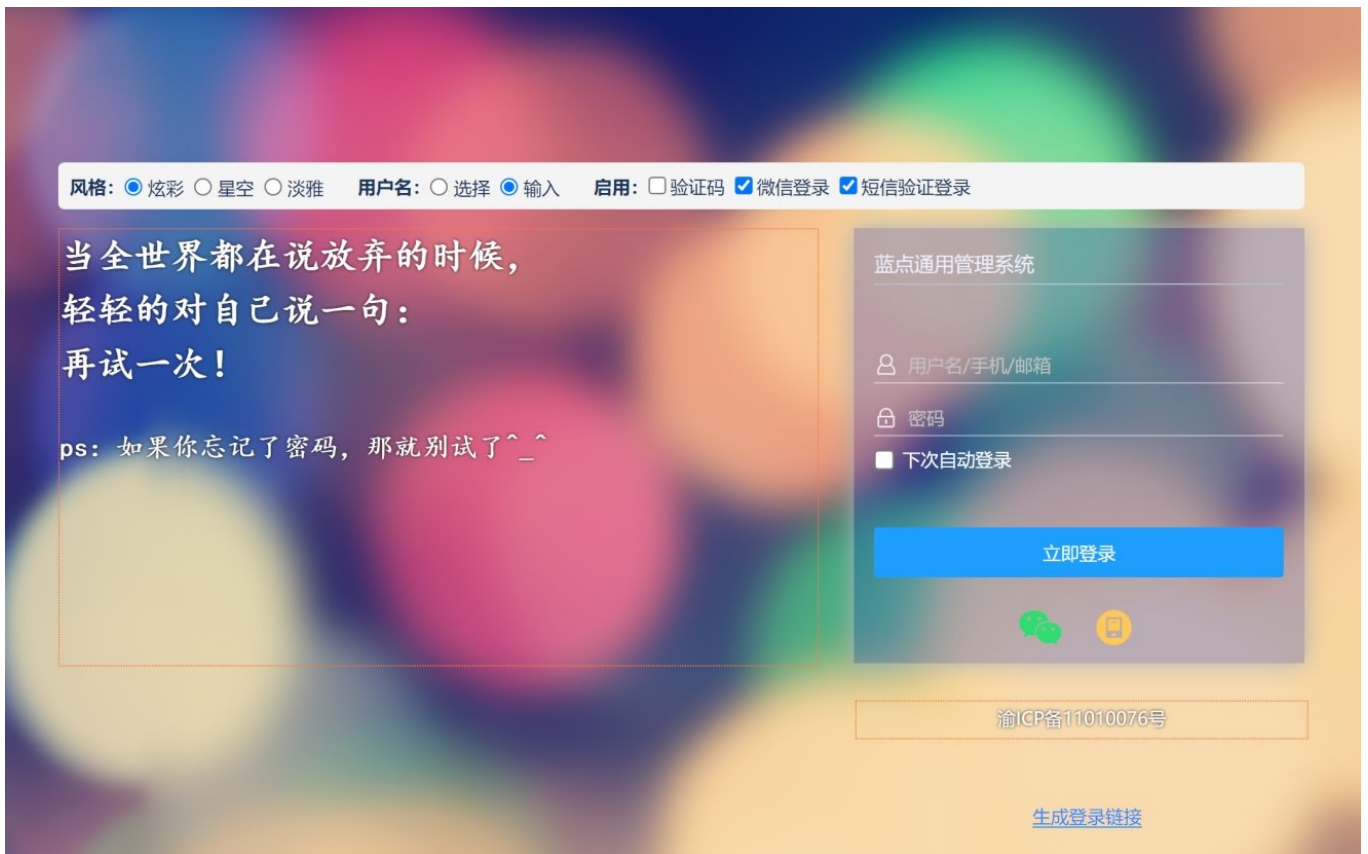 风格: 炫彩 星空 淡雅 用户名: 选择 输入 启用: 验证码 微信登录 短信验证登录
当全世界都在说放弃的时候,
轻轻的对自己说一句:
再试一次!
ps: 如果你忘记了密码, 那就别试了^_^
蓝点通用管理系统
用户名/手机/邮箱
密码
下次自动登录
立即登录
渝ICP备11010076号
生成登录链接